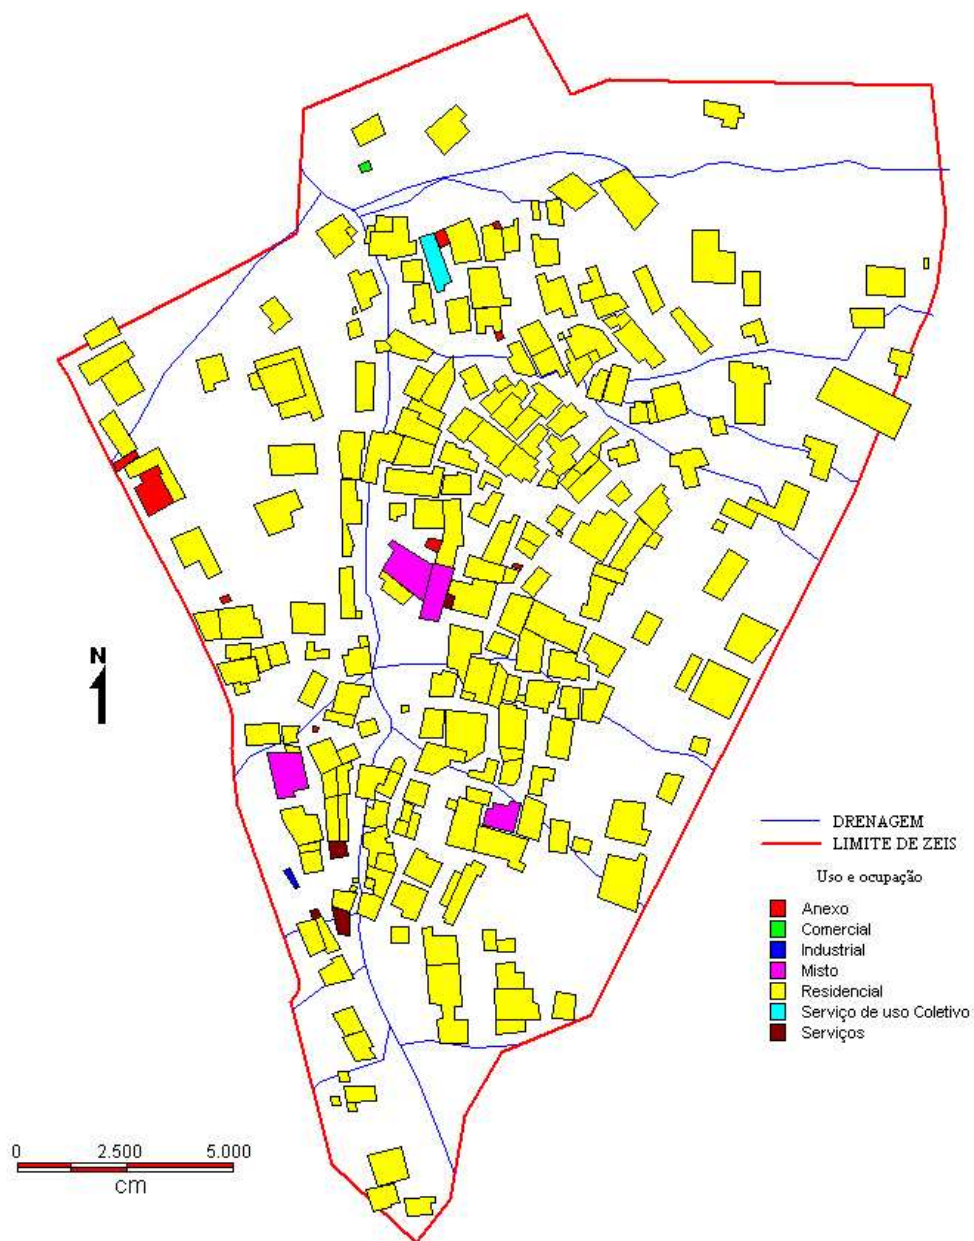 N
DRENAGEM
LIMITE DE ZEIS
Uso e ocupação
Anexo
Comercial
Industrial
Misto
Residencial
Serviço de uso Coletivo
Serviços
0 2.500 5.000
cm